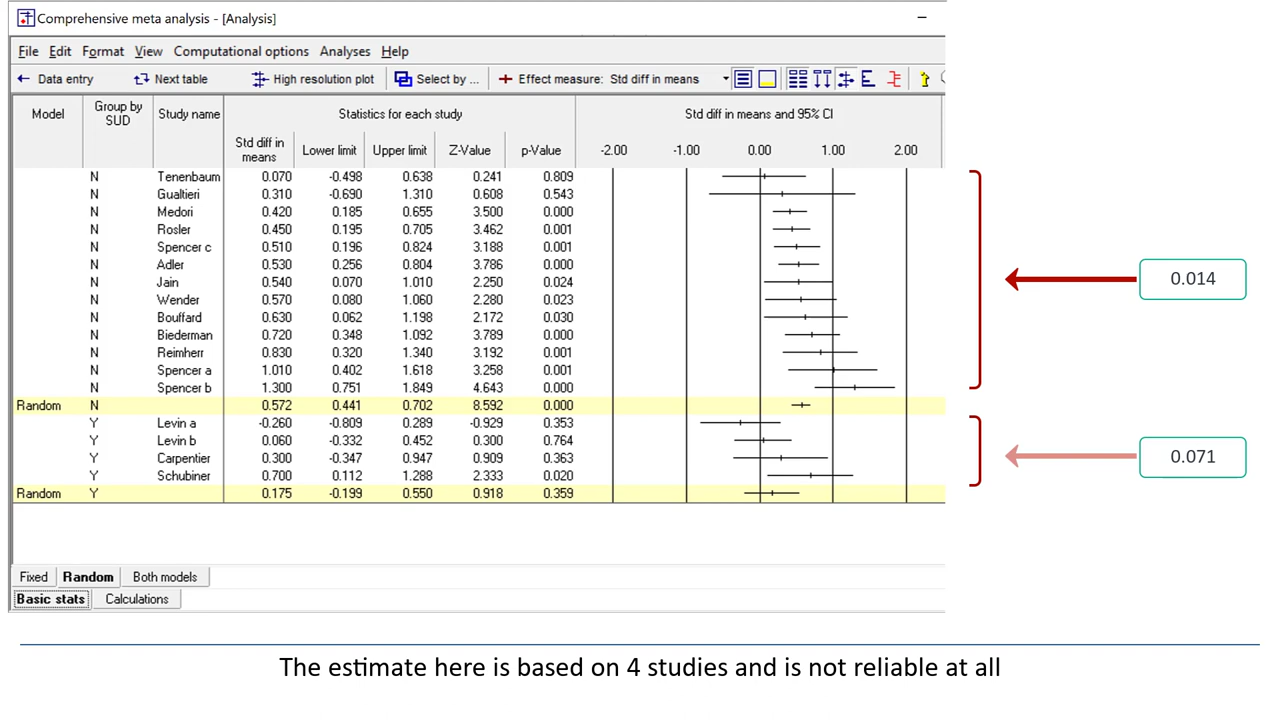 Comprehensive meta analysis - [Analysis]
File Edit Format View Computational options Analyses Help
Data entry Next table High resolution plot Select by ... Effect measure: Std diff in means
Model Group by SUD Study name Statistics for each study Std diff in means and 95% CI
Std diff in means Lower limit Upper limit Z-Value p-Value -2.00 -1.00 0.00 1.00 2.00
N Tenenbaum 0.070 -0.498 0.638 0.241 0.809
N Gualtieri 0.310 -0.690 1.310 0.608 0.543
N Medori 0.420 0.185 0.655 3.500 0.000
N Rosler 0.450 0.195 0.705 3.462 0.001
N Spencer c 0.510 0.196 0.824 3.188 0.001
N Adler 0.530 0.256 0.804 3.786 0.000
N Jain 0.540 0.070 1.010 2.250 0.024
N Wender 0.570 0.080 1.060 2.280 0.023
N Bouffard 0.630 0.062 1.198 2.172 0.030
N Biederman 0.720 0.348 1.092 3.789 0.000
N Reimherr 0.830 0.320 1.340 3.192 0.001
N Spencer a 1.010 0.402 1.618 3.258 0.001
N Spencer b 1.300 0.751 1.849 4.643 0.000
Random N 0.572 0.441 0.702 8.592 0.000
Y Levin a -0.260 -0.809 0.289 -0.929 0.353
Y Levin b 0.060 -0.332 0.452 0.300 0.764
Y Carpentier 0.300 -0.347 0.947 0.909 0.363
Y Schubiner 0.700 0.112 1.288 2.333 0.020
Random Y 0.175 -0.199 0.550 0.918 0.359
0.014
0.071
Fixed Random Both models
Basic stats Calculations
The estimate here is based on 4 studies and is not reliable at all